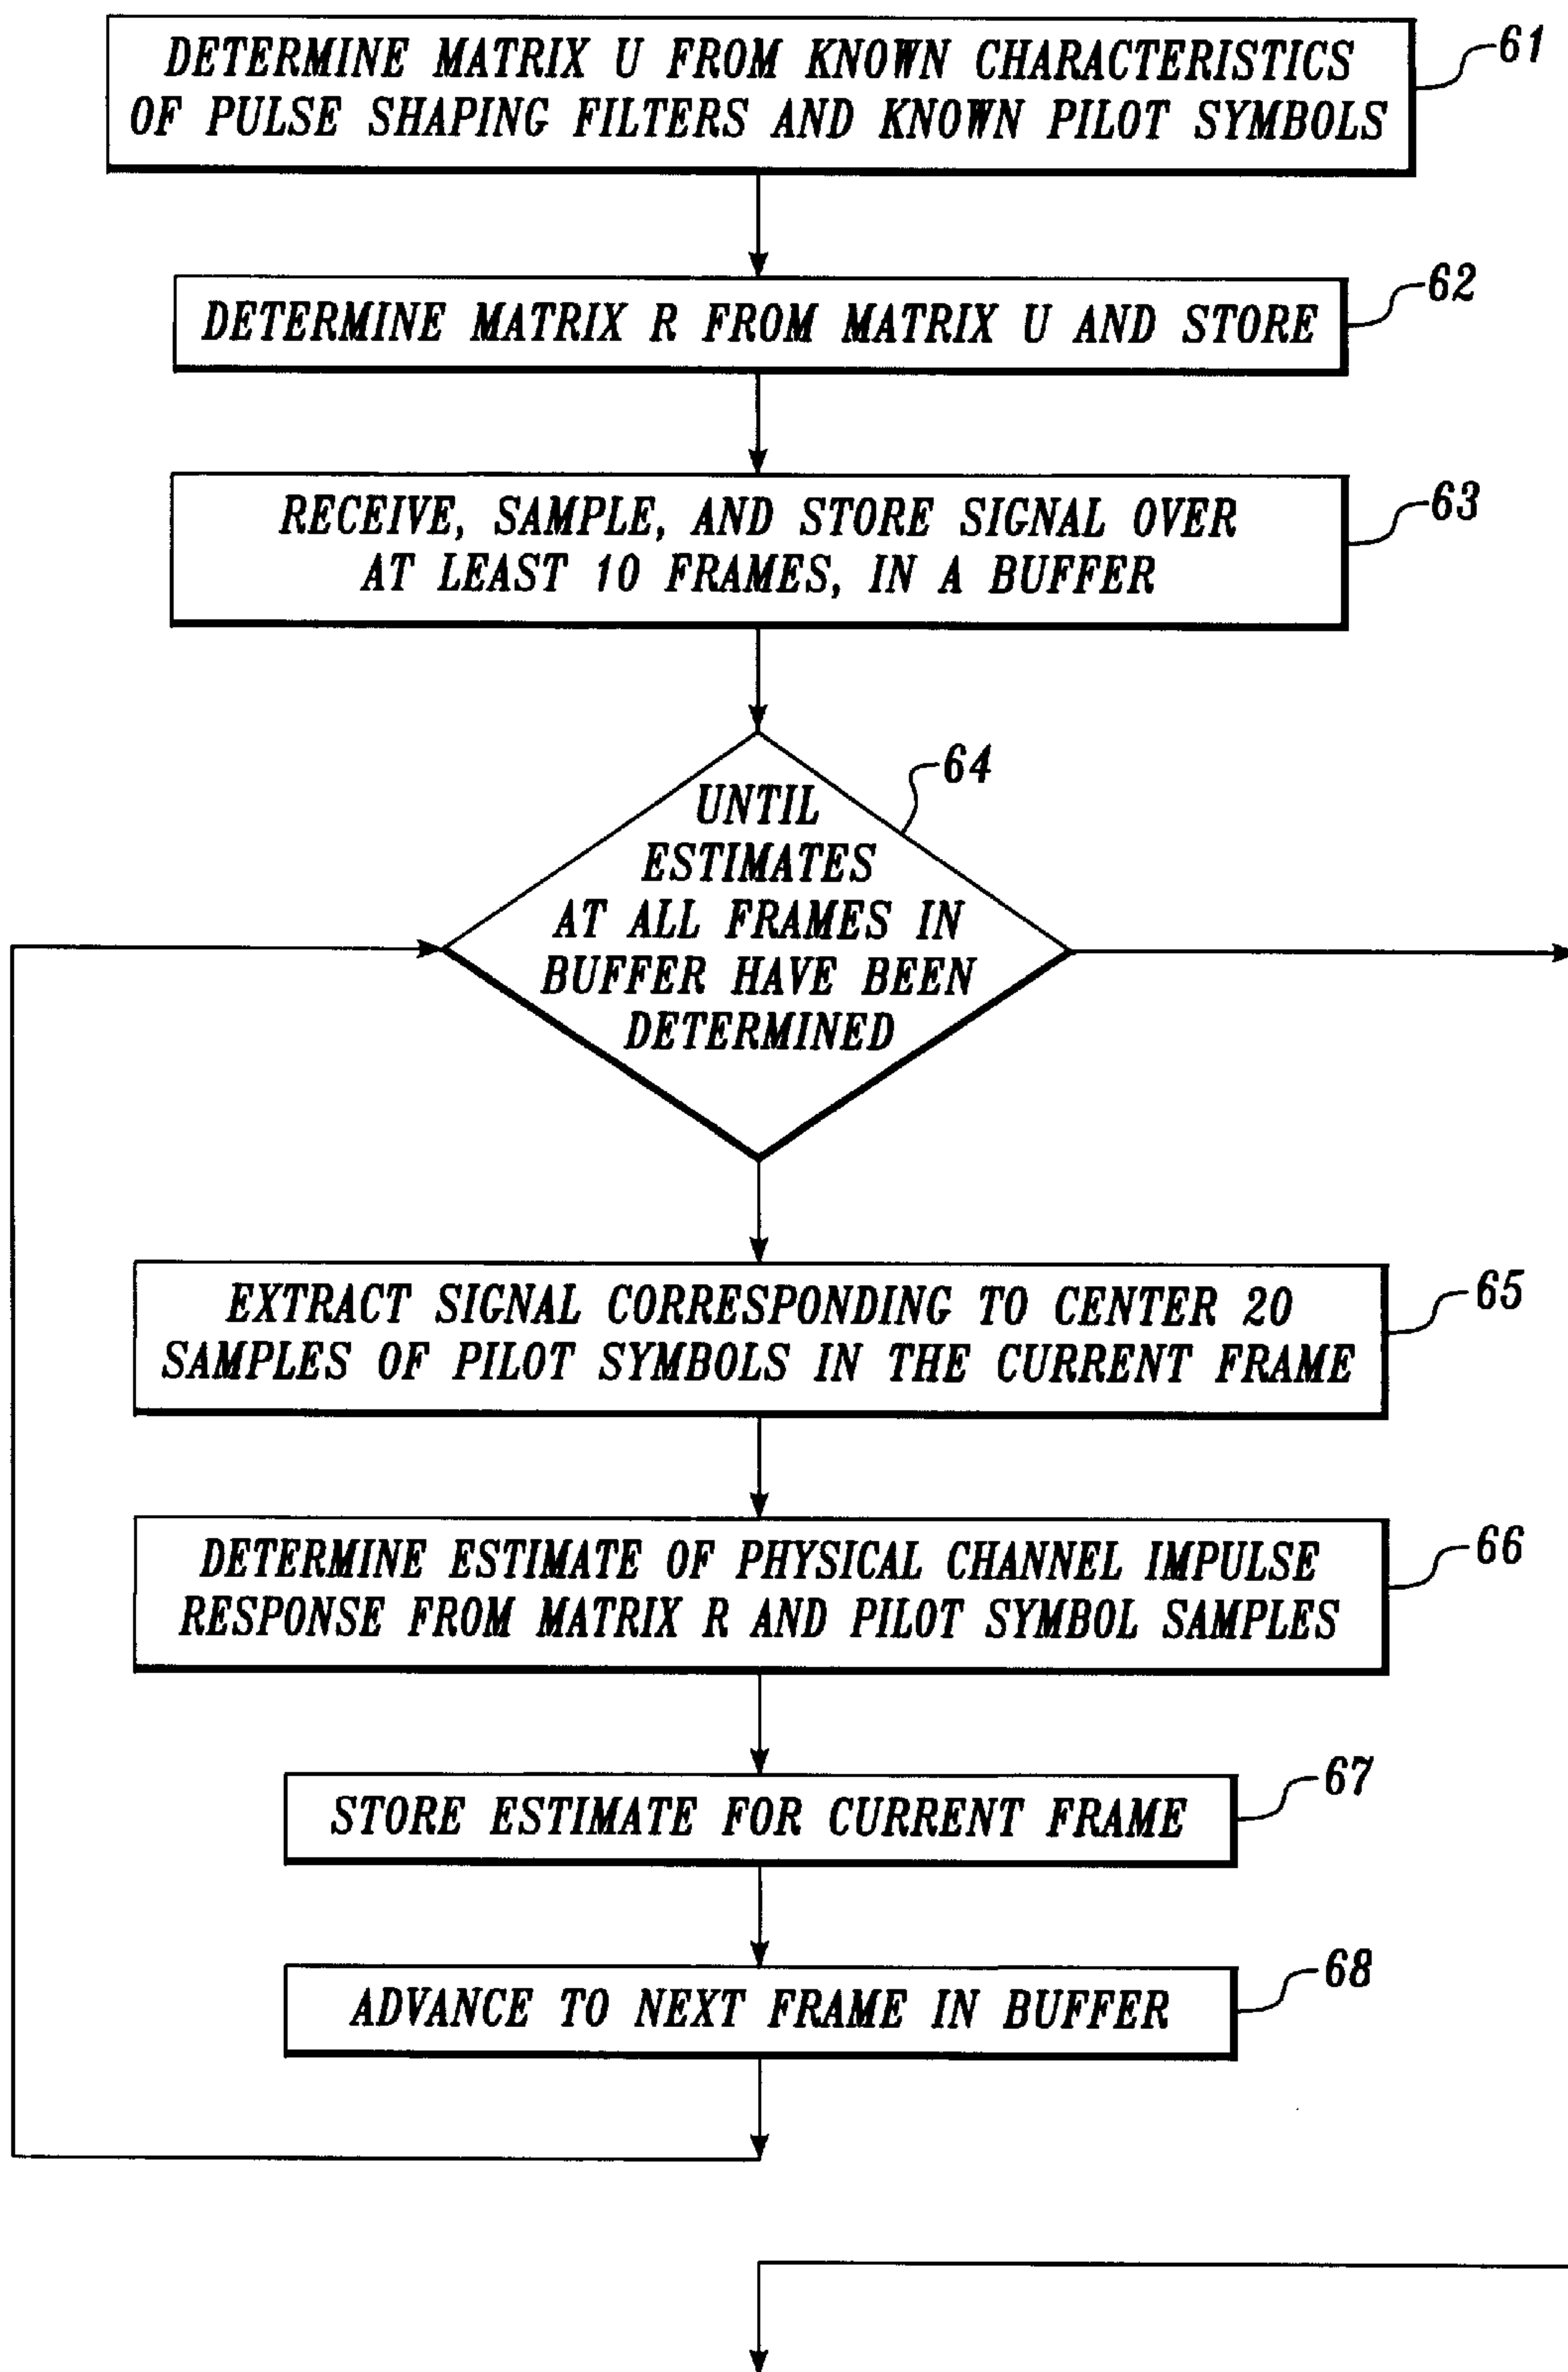 DETERMINE MATRIX U FROM KNOWN CHARACTERISTICS
OF PULSE SHAPING FILTERS AND KNOWN PILOT SYMBOLS
61
DETERMINE MATRIX R FROM MATRIX U AND STORE
62
RECEIVE, SAMPLE, AND STORE SIGNAL OVER
AT LEAST 10 FRAMES, IN A BUFFER
63
64
UNTIL
ESTIMATES
AT ALL FRAMES IN
BUFFER HAVE BEEN
DETERMINED
EXTRACT SIGNAL CORRESPONDING TO CENTER 20
SAMPLES OF PILOT SYMBOLS IN THE CURRENT FRAME
65
DETERMINE ESTIMATE OF PHYSICAL CHANNEL IMPULSE
RESPONSE FROM MATRIX R AND PILOT SYMBOL SAMPLES
66
STORE ESTIMATE FOR CURRENT FRAME
67
ADVANCE TO NEXT FRAME IN BUFFER
68